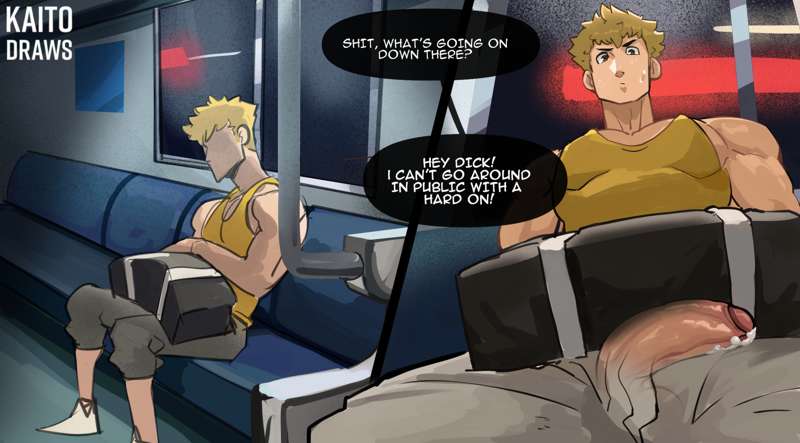 KAITO
DRAWS
SHIT, WHAT'S GOING ON
DOWN THERE?
HEY DICK!
I CAN'T GO AROUND
IN PUBLIC WITH A
HARD ON!